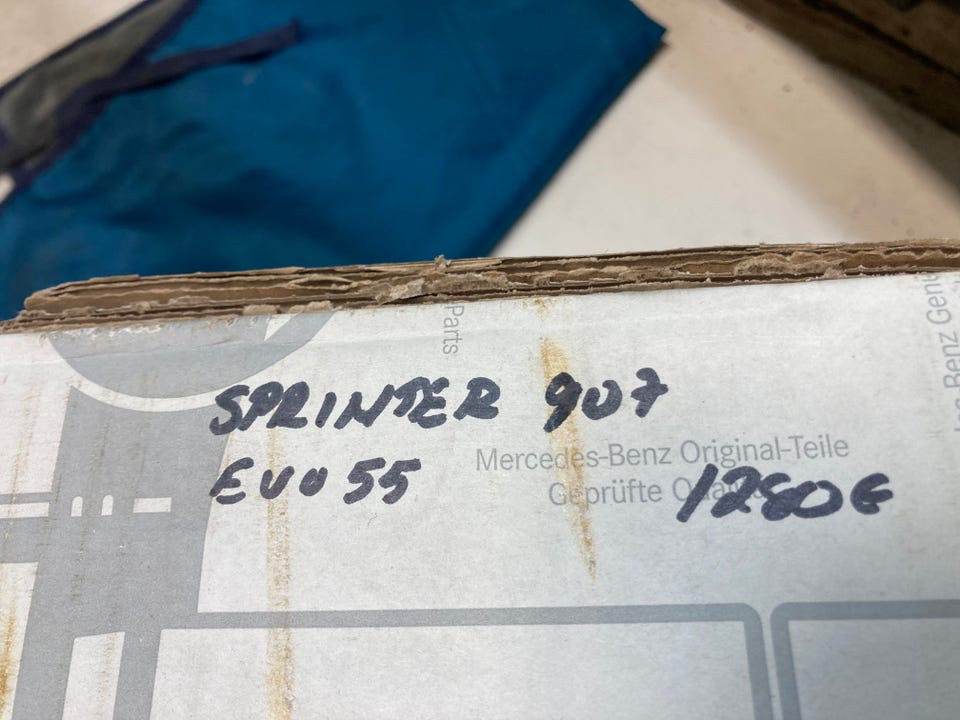 Parts
SPRINTER 907
EVO 55
Mercedes-Benz Original-Teile
Geprüfte
1280€